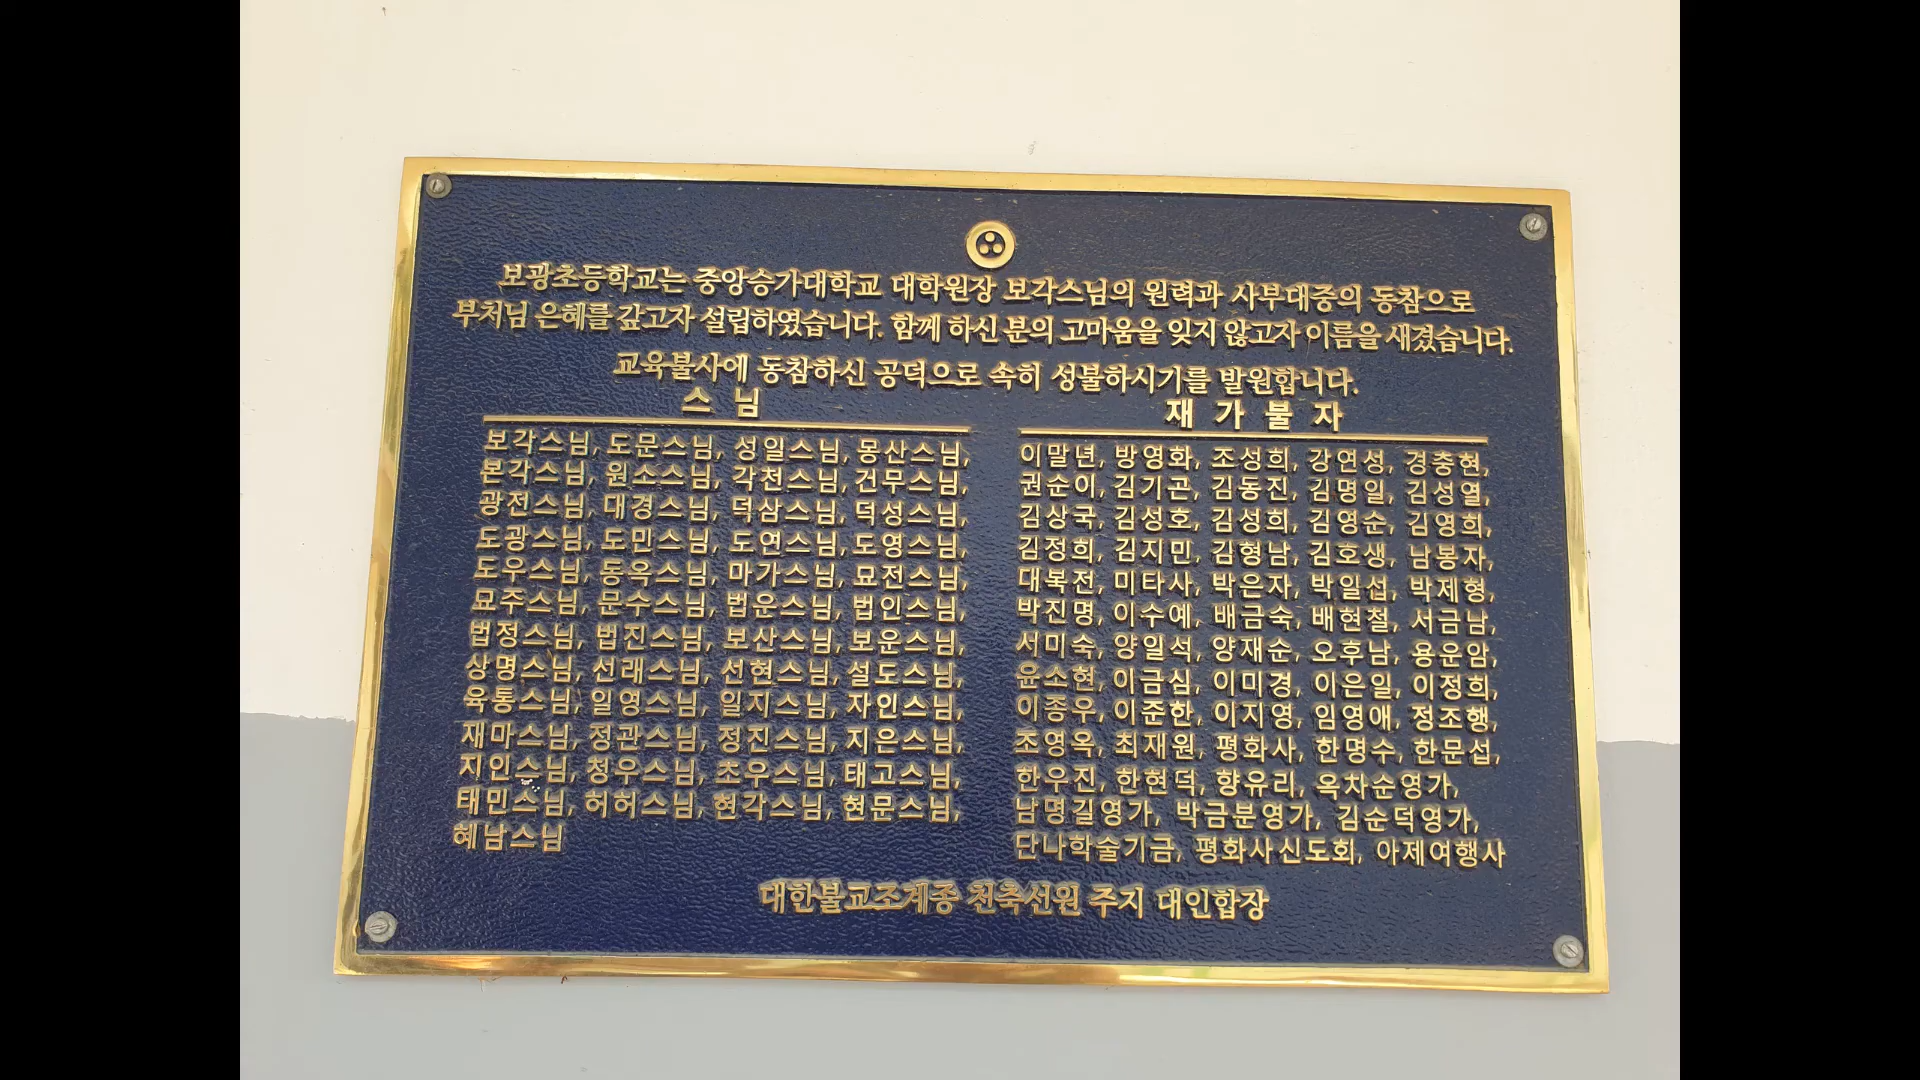 보광초등학교는 중앙승가대학교 대학원장 보각스님의 원력과 사부대중의 동참으로
부처님 은혜를 갚고자 설립하였습니다. 함께 하신 분의 고마움을 잊지 않고자 이름을 새겼습니다.
교육불사에 동참하신 공덕으로 속히 성불하시기를 발원합니다.
스 님
보각스님, 도문스님, 성일스님, 몽산스님,
본각스님, 원소스님, 각천스님, 건무스님,
광전스님, 대경스님, 덕삼스님, 덕성스님,
도광스님, 도민스님, 도연스님, 도영스님,
도우스님, 동옥스님, 마가스님, 묘전스님,
묘주스님, 문수스님, 법운스님, 법인스님,
법정스님, 법진스님, 보산스님, 보운스님,
상명스님, 선래스님, 선현스님, 설도스님,
육통스님, 일영스님, 일지스님, 자인스님,
재마스님, 정관스님, 정진스님, 지은스님,
지인스님, 청우스님, 초우스님, 태고스님,
태민스님, 허허스님, 현각스님, 현문스님,
혜남스님
재 가 불 자
이말년, 방영화, 조성희, 강연성, 경충현,
권순이, 김기곤, 김동진, 김명일, 김성열,
김상국, 김성호, 김성희, 김영순, 김영희,
김정희, 김지민, 김형남, 김호생, 남봉자,
대복전, 미타사, 박은자, 박일섭, 박제형,
박진명, 이수예, 배금숙, 배현철, 서금남,
서미숙, 양일석, 양재순, 오후남, 용운암,
윤소현, 이금심, 이미경, 이은일, 이정희,
이종우, 이준한, 이지영, 임영애, 정조행,
조영옥, 최재원, 평화사, 한명수, 한문섭,
한우진, 한현덕, 향유리, 옥차순영가,
남명길영가, 박금분영가, 김순덕영가,
단나학술기금, 평화사신도회, 아제여행사
대한불교조계종 천축선원 주지 대인합장